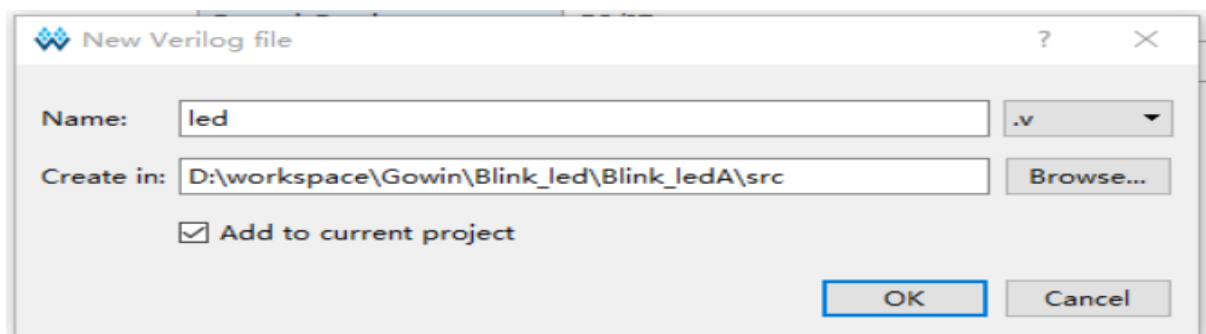 New Verilog file ?
Name: led .v
Create in: D:\workspace\Gowin\Blink_led\Blink_ledA\src Browse...
Add to current project
OK Cancel